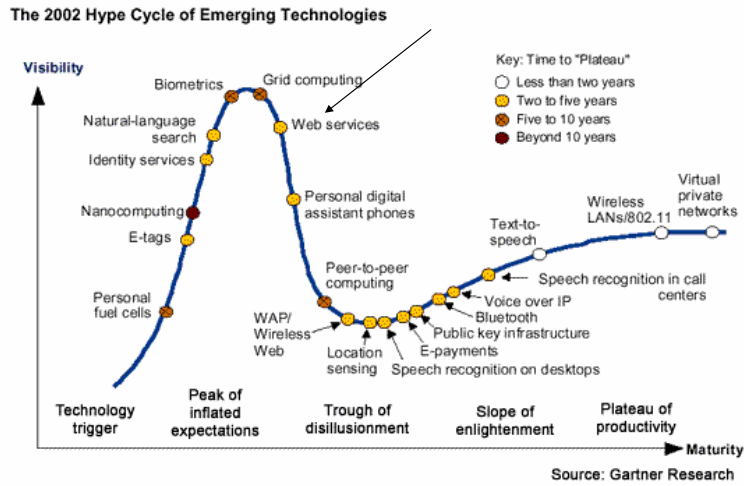 The 2002 Hype Cycle of Emerging Technologies
Visibility
Key: Time to "Plateau"
Less than two years
Two to five years
Five to 10 years
Beyond 10 years
Biometrics
Grid computing
Natural-language
search
Web services
Identity services
Nanocomputing
Personal digital
assistant phones
E-tags
Personal
fuel cells
Peer-to-peer
computing
WAP/
Wireless
Web
Location
sensing
Speech recognition on desktops
E-payments
Public key infrastructure
Bluetooth
Voice over IP
Speech recognition in call
centers
Text-to-
speech
Wireless
LANs/802.11
Virtual
private
networks
Technology
trigger
Peak of
inflated
expectations
Trough of
disillusionment
Slope of
enlightenment
Plateau of
productivity
Maturity
Source: Gartner Research